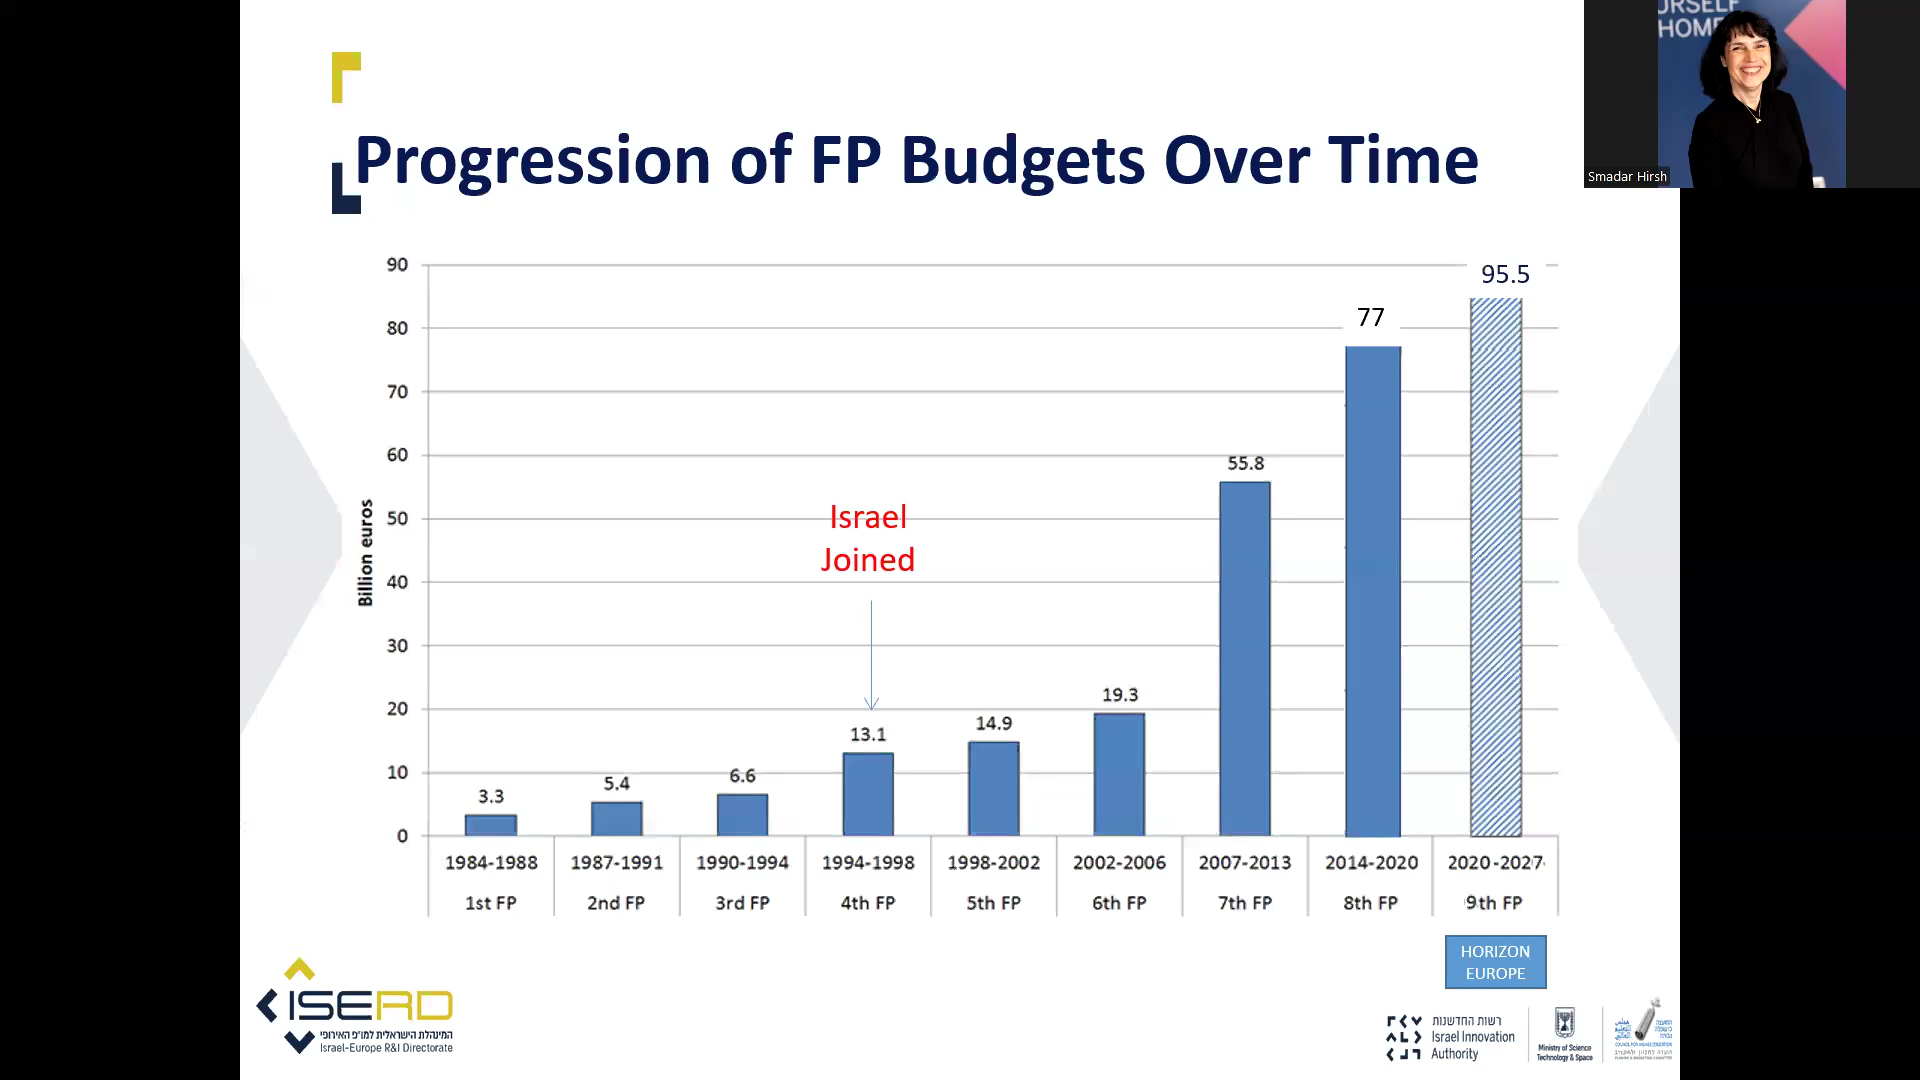 URSELF
HOME
Smadar Hirsh
Progression of FP Budgets Over Time
Billion euros
90
80
70
60
50
40
30
20
10
0
95.5
77
55.8
Israel
Joined
19.3
14.9
13.1
6.6
5.4
3.3
1984-1988 1987-1991 1990-1994 1994-1998 1998-2002 2002-2006 2007-2013 2014-2020 2020-2027
1st FP 2nd FP 3rd FP 4th FP 5th FP 6th FP 7th FP 8th FP 9th FP
HORIZON
EUROPE
ISERD
המינהלת הישראלית למו"פ האירופי
Israel-Europe R&I Directorate
רשות החדשנות
Israel Innovation
Authority
Ministry of Science
Technology & Space